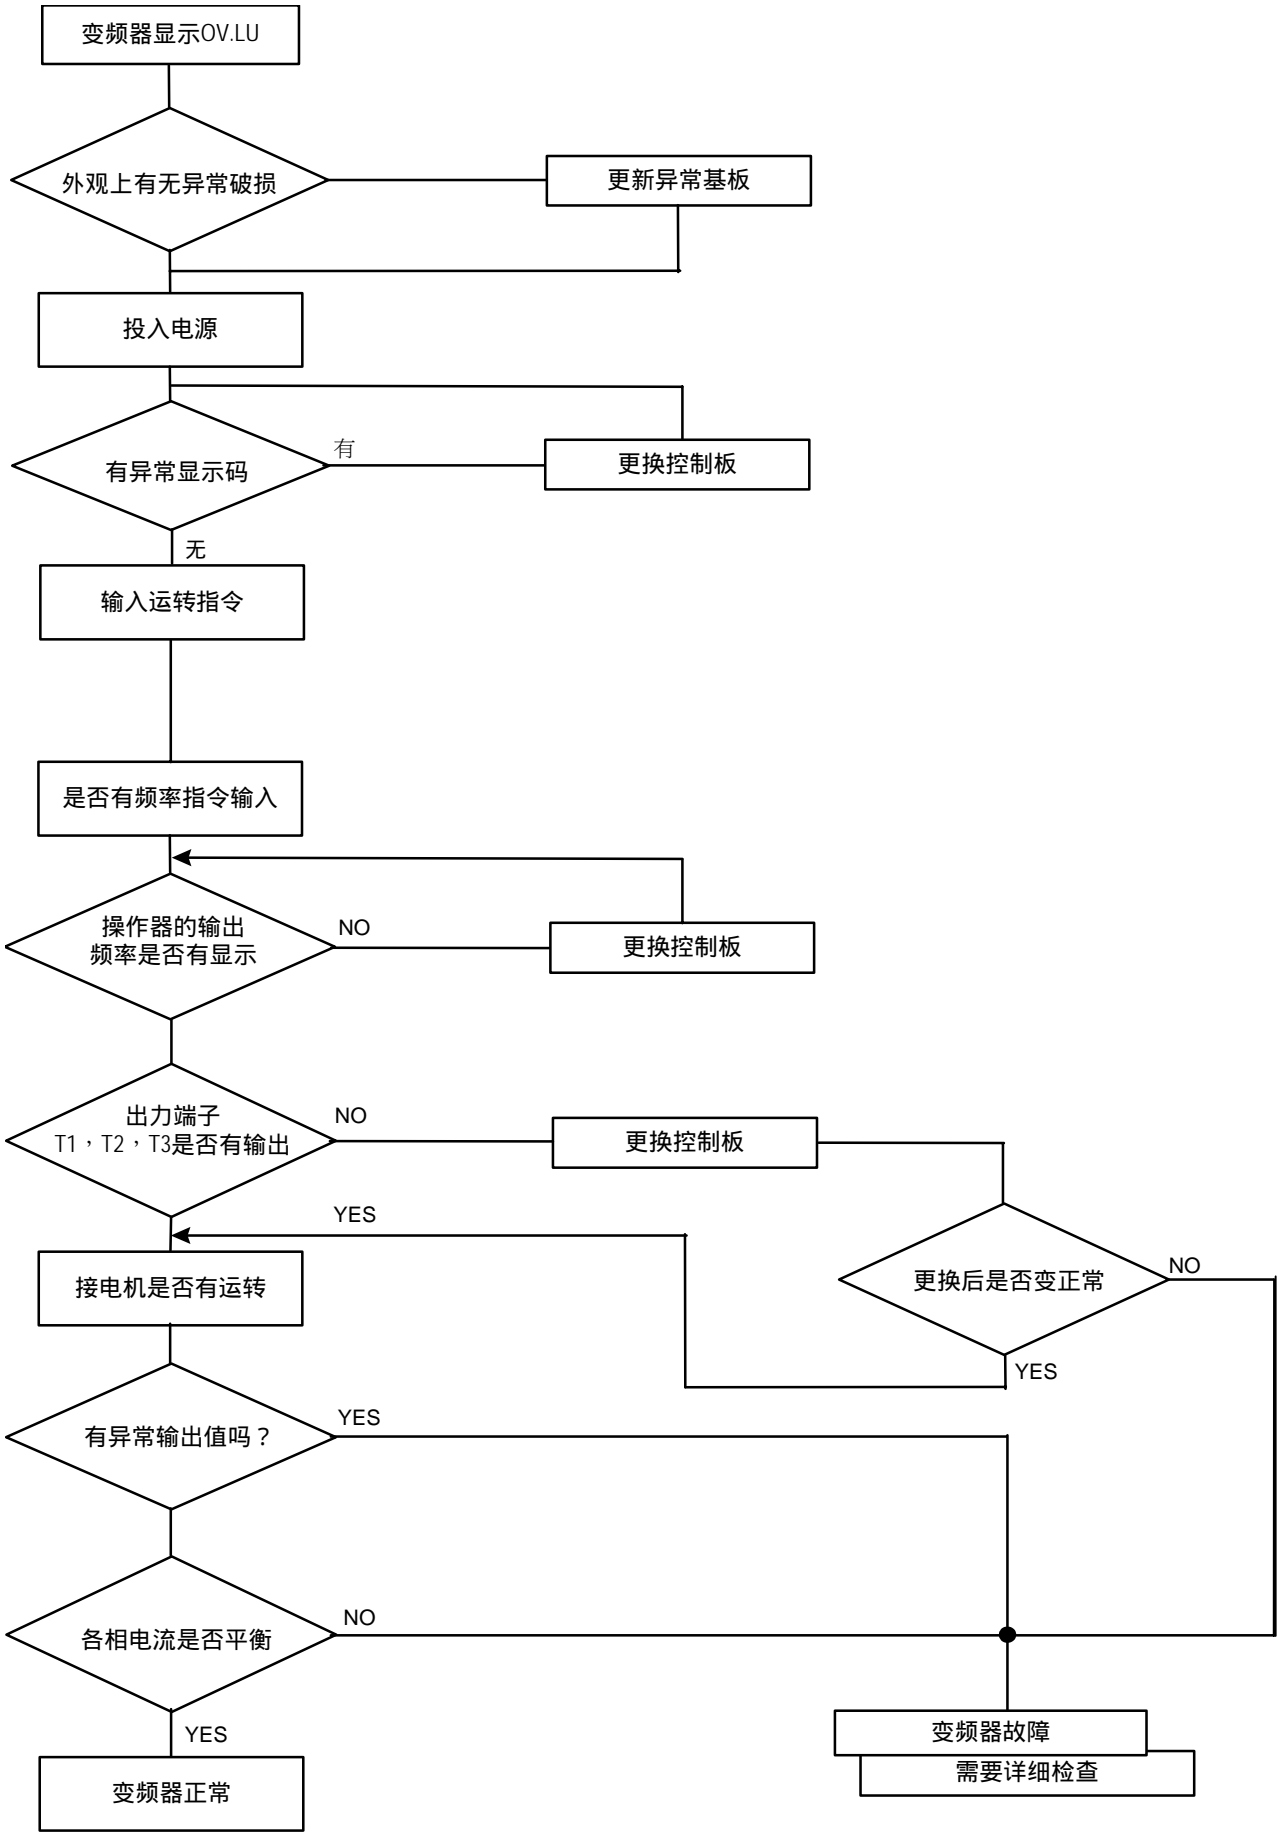 变频器显示OV.LU
外观上有无异常破损
更新异常基板
投入电源
有异常显示码
有
更换控制板
无
输入运转指令
是否有频率指令输入
操作器的输出
频率是否有显示
NO
更换控制板
出力端子
T1，T2，T3是否有输出
NO
更换控制板
YES
接电机是否有运转
更换后是否变正常
NO
YES
有异常输出值吗？
YES
各相电流是否平衡
NO
YES
变频器故障
需要详细检查
变频器正常